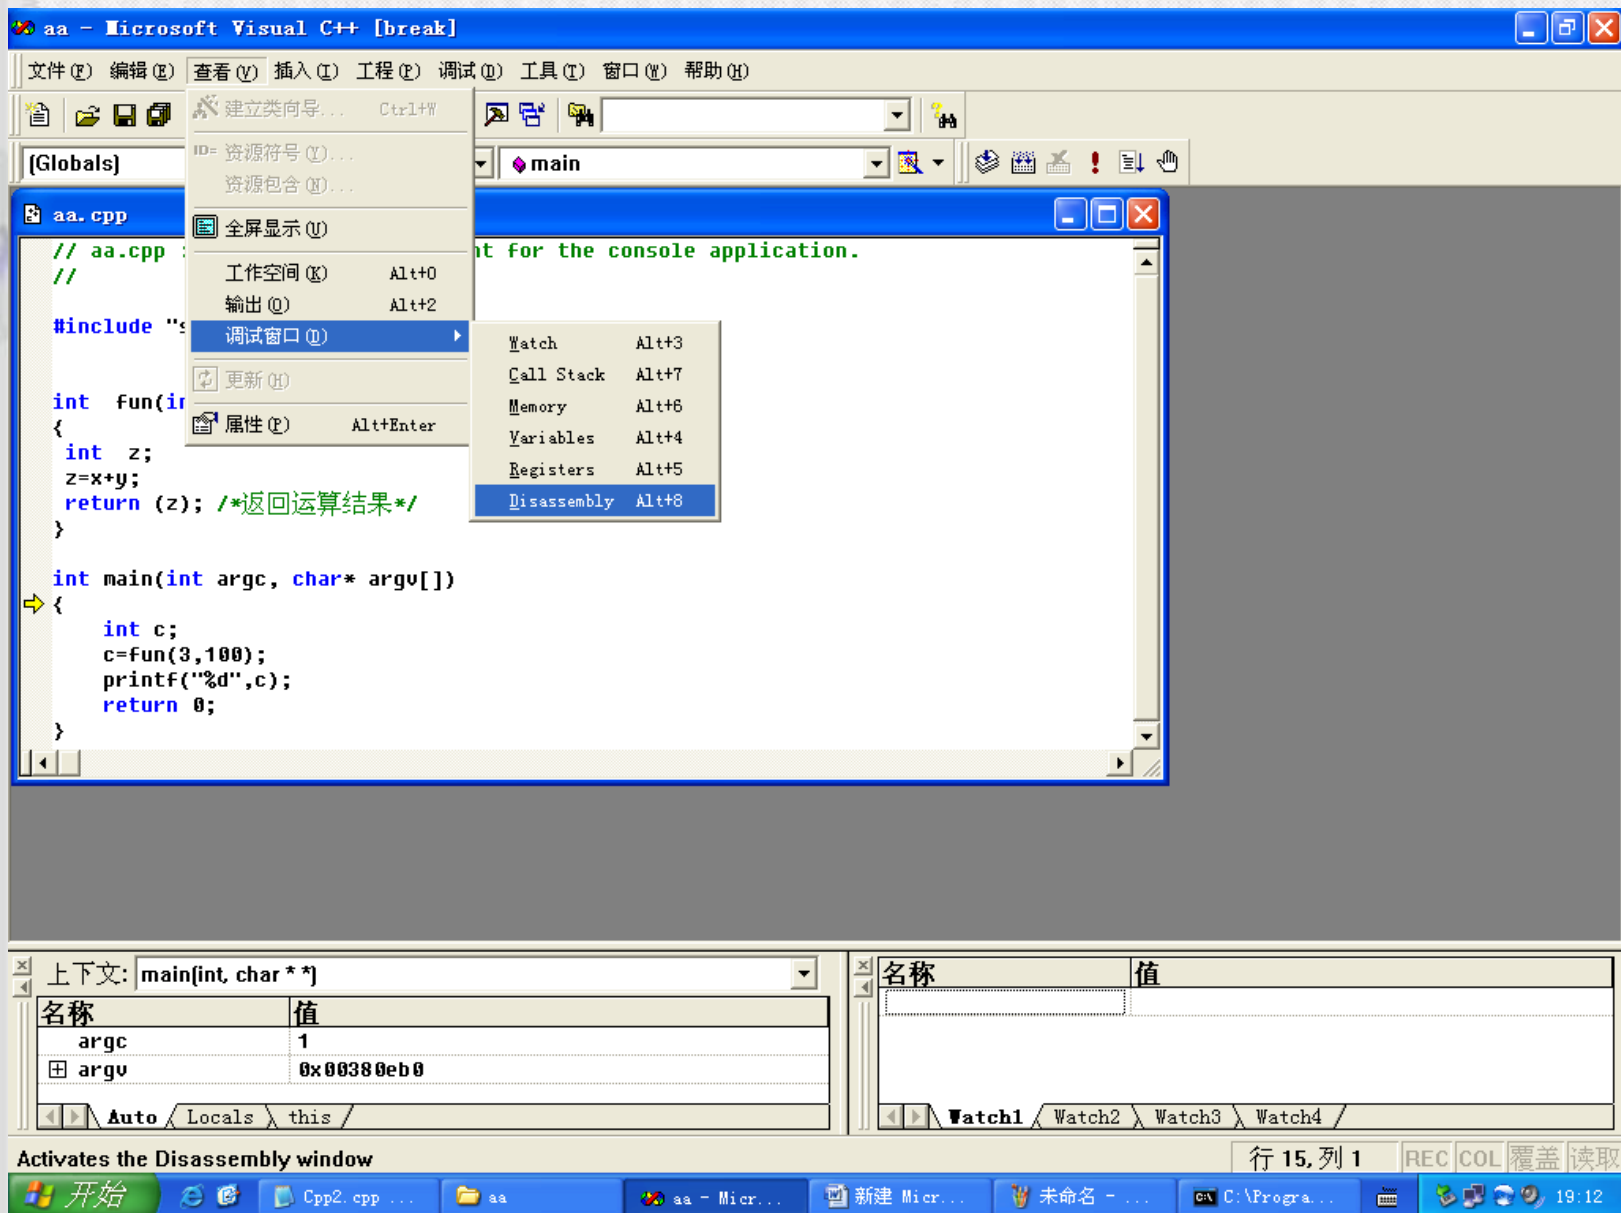 aa - Microsoft Visual C++ [break]
文件(F) 编辑(E) 查看(V) 插入(I) 工程(P) 调试(D) 工具(T) 窗口(W) 帮助(H)
建立类向导... Ctrl+W
ID= 资源符号(Y)...
资源包含(N)...
全屏显示(U)
工作空间(K) Alt+0
输出(O) Alt+2
调试窗口(D)
更新(H)
属性(P) Alt+Enter
Watch Alt+3
Call Stack Alt+7
Memory Alt+6
Variables Alt+4
Registers Alt+5
Disassembly Alt+8
(Globals) main
aa.cpp
// aa.cpp : nt for the console application.
//
#include "s
int fun(in
{
int z;
z=x+y;
return (z); /*返回运算结果*/
}
int main(int argc, char* argv[])
{
int c;
c=fun(3,100);
printf("%d",c);
return 0;
}
上下文: main(int, char * *)
名称 值
argc 1
argv 0x00380eb0
Auto Locals this
名称 值
Watch1 Watch2 Watch3 Watch4
Activates the Disassembly window
行 15, 列 1 REC COL 覆盖 读取
开始 Cpp2.cpp ... aa aa - Micr... 新建 Micr... 未命名 - ... C:\Progra... 19:12